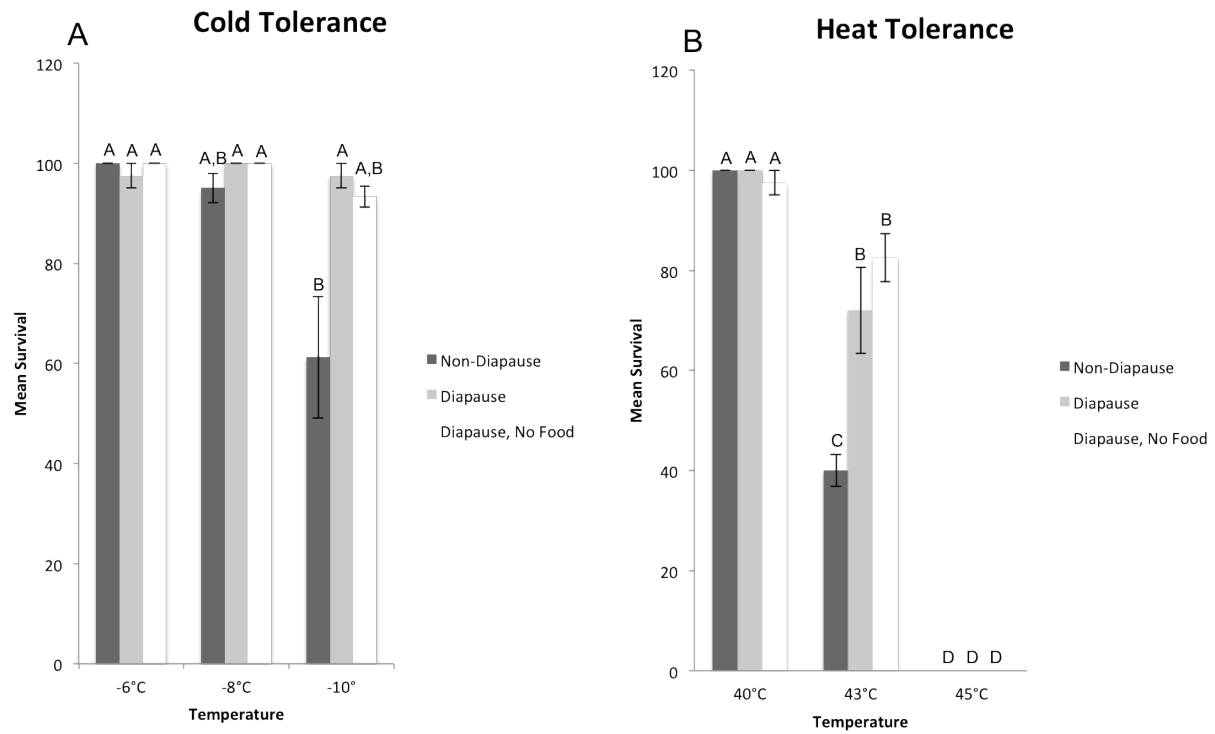 A
Cold Tolerance
120
100
80
60
40
20
0
Mean Survival
A A A
A,B A A
B A A,B
-6°C -8°C -10°
Temperature
Non-Diapause
Diapause
Diapause, No Food
B
Heat Tolerance
120
100
80
60
40
20
0
Mean Survival
A A A
C B B
D D D
40°C 43°C 45°C
Temperature
Non-Diapause
Diapause
Diapause, No Food